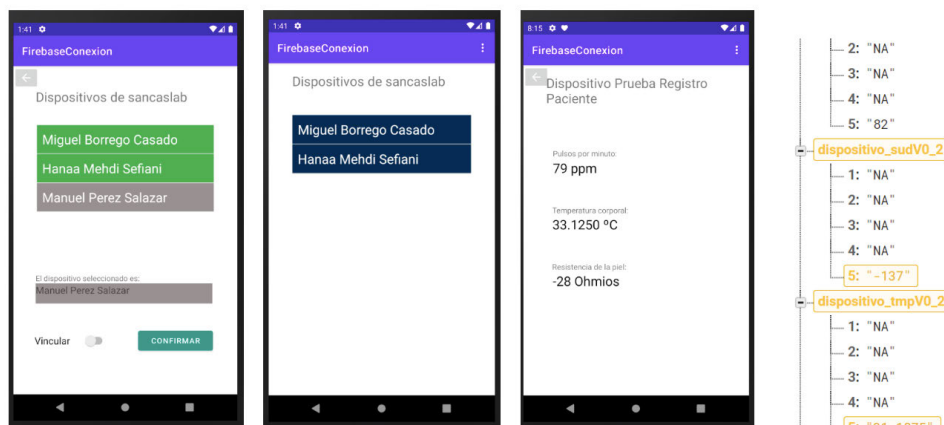 1:41
FirebaseConexion
Dispositivos de sancaslab
Miguel Borrego Casado
Hanaa Mehdi Sefiani
Manuel Perez Salazar
El dispositivo seleccionado es:
Manuel Perez Salazar
Vincular
CONFIRMAR
1:41
FirebaseConexion
Dispositivos de sancaslab
Miguel Borrego Casado
Hanaa Mehdi Sefiani
8:15
FirebaseConexion
Dispositivo Prueba Registro
Paciente
Pulsos por minuto:
79 ppm
Temperatura corporal:
33.1250 ºC
Resistencia de la piel:
-28 Ohmios
2: "NA"
3: "NA"
4: "NA"
5: "82"
dispositivo_sudV0_2
1: "NA"
2: "NA"
3: "NA"
4: "NA"
5: "-137"
dispositivo_tmpV0_2
1: "NA"
2: "NA"
3: "NA"
4: "NA"